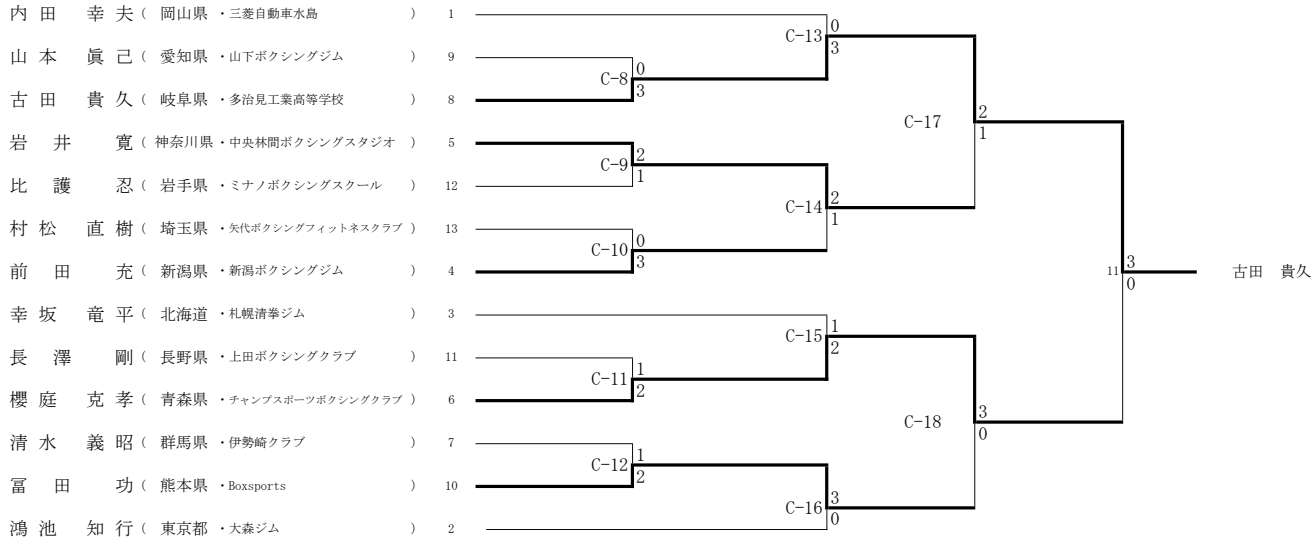 内田 幸夫 ( 岡山県 ・三菱自動車水島 ) 1
山本 眞己 ( 愛知県 ・山下ボクシングジム ) 9
古田 貴久 ( 岐阜県 ・多治見工業高等学校 ) 8
岩井 寛 ( 神奈川県 ・中央林間ボクシングスタジオ ) 5
比護 忍 ( 岩手県 ・ミナノボクシングスクール ) 12
村松 直樹 ( 埼玉県 ・矢代ボクシングフィットネスクラブ ) 13
前田 充 ( 新潟県 ・新潟ボクシングジム ) 4
幸坂 竜平 ( 北海道 ・札幌清拳ジム ) 3
長澤 剛 ( 長野県 ・上田ボクシングクラブ ) 11
櫻庭 克孝 ( 青森県 ・チャンプスポーツボクシングクラブ ) 6
清水 義昭 ( 群馬県 ・伊勢崎クラブ ) 7
冨田 功 ( 熊本県 ・Boxsports ) 10
鴻池 知行 ( 東京都 ・大森ジム ) 2
C-8 0 3
C-9 2 1
C-10 0 3
C-11 1 2
C-12 1 2
C-13 0 3
C-14 2 1
C-15 1 2
C-16 3 0
C-17 2 1
C-18 3 0
11 3 0
古田 貴久